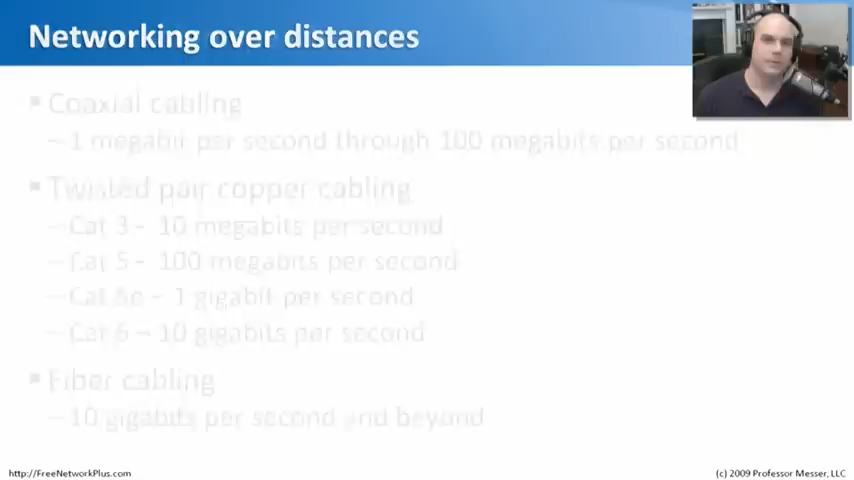 Networking over distances
▪ Coaxial cabling
– 1 megabit per second through 100 megabits per second
▪ Twisted pair copper cabling
– Cat 3 - 10 megabits per second
– Cat 5 - 100 megabits per second
– Cat 5e – 1 gigabit per second
– Cat 6 – 10 gigabits per second
▪ Fiber cabling
– 10 gigabits per second and beyond
http://FreeNetworkPlus.com
(c) 2009 Professor Messer, LLC